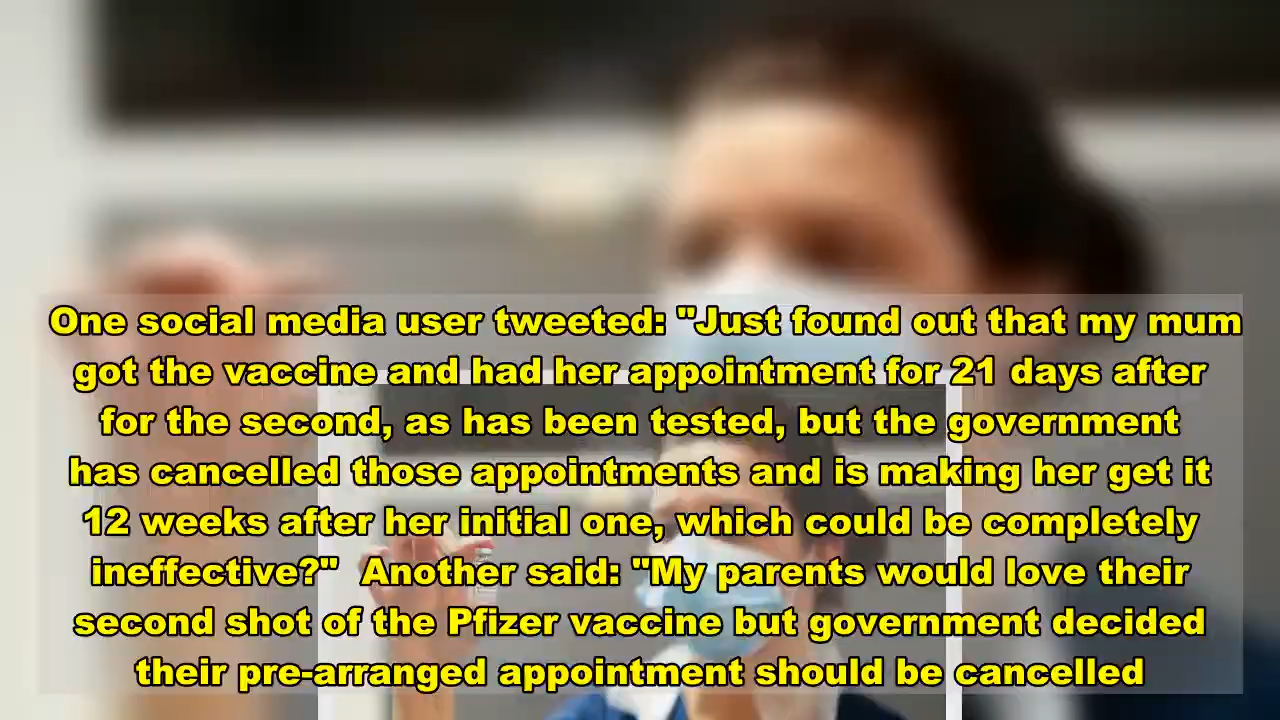 One social media user tweeted: "Just found out that my mum
got the vaccine and had her appointment for 21 days after
for the second, as has been tested, but the government
has cancelled those appointments and is making her get it
12 weeks after her initial one, which could be completely
ineffective?"  Another said: "My parents would love their
second shot of the Pfizer vaccine but government decided
their pre-arranged appointment should be cancelled